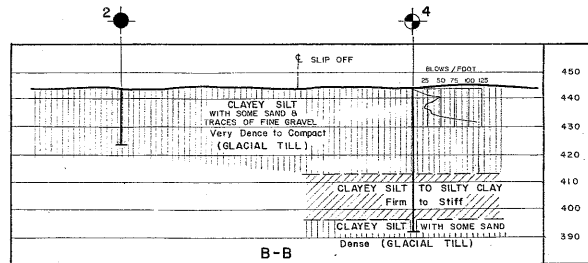 2 4
℄ SLIP OFF
BLOWS / FOOT
25 50 75 100 125
450
440
430
420
410
400
390
CLAYEY SILT
WITH SOME SAND &
TRACES OF FINE GRAVEL
Very Dence to Compact
(GLACIAL TILL)
CLAYEY SILT TO SILTY CLAY
Firm to Stiff
CLAYEY SILT WITH SOME SAND
Dense (GLACIAL TILL)
B-B